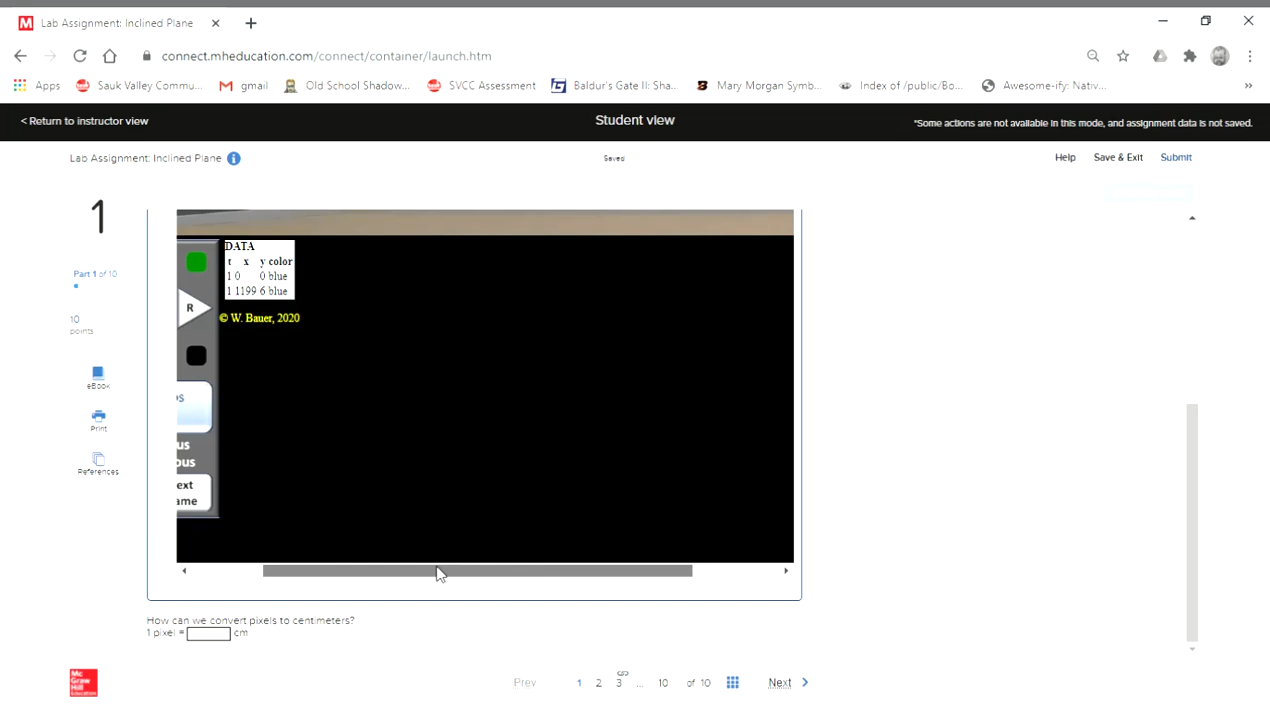 Lab Assignment: Inclined Plane
connect.mheducation.com/connect/container/launch.htm
Apps Sauk Valley Commu... gmail Old School Shadow... SVCC Assessment Baldur's Gate II: Sha... Mary Morgan Symb... Index of /public/Bo... Awesome-ify: Nativ... »
< Return to instructor view Student view *Some actions are not available in this mode, and assignment data is not saved.
Lab Assignment: Inclined Plane Saved Help Save & Exit Submit
1
Part 1 of 10
10
points
eBook
Print
References
DATA
t x y color
1 0 0 blue
1 1199 6 blue
R
© W. Bauer, 2020
us
ous
ext
ame
How can we convert pixels to centimeters?
1 pixel = cm
Mc
Graw
Hill
Education
Prev 1 2 3 ... 10 of 10 Next